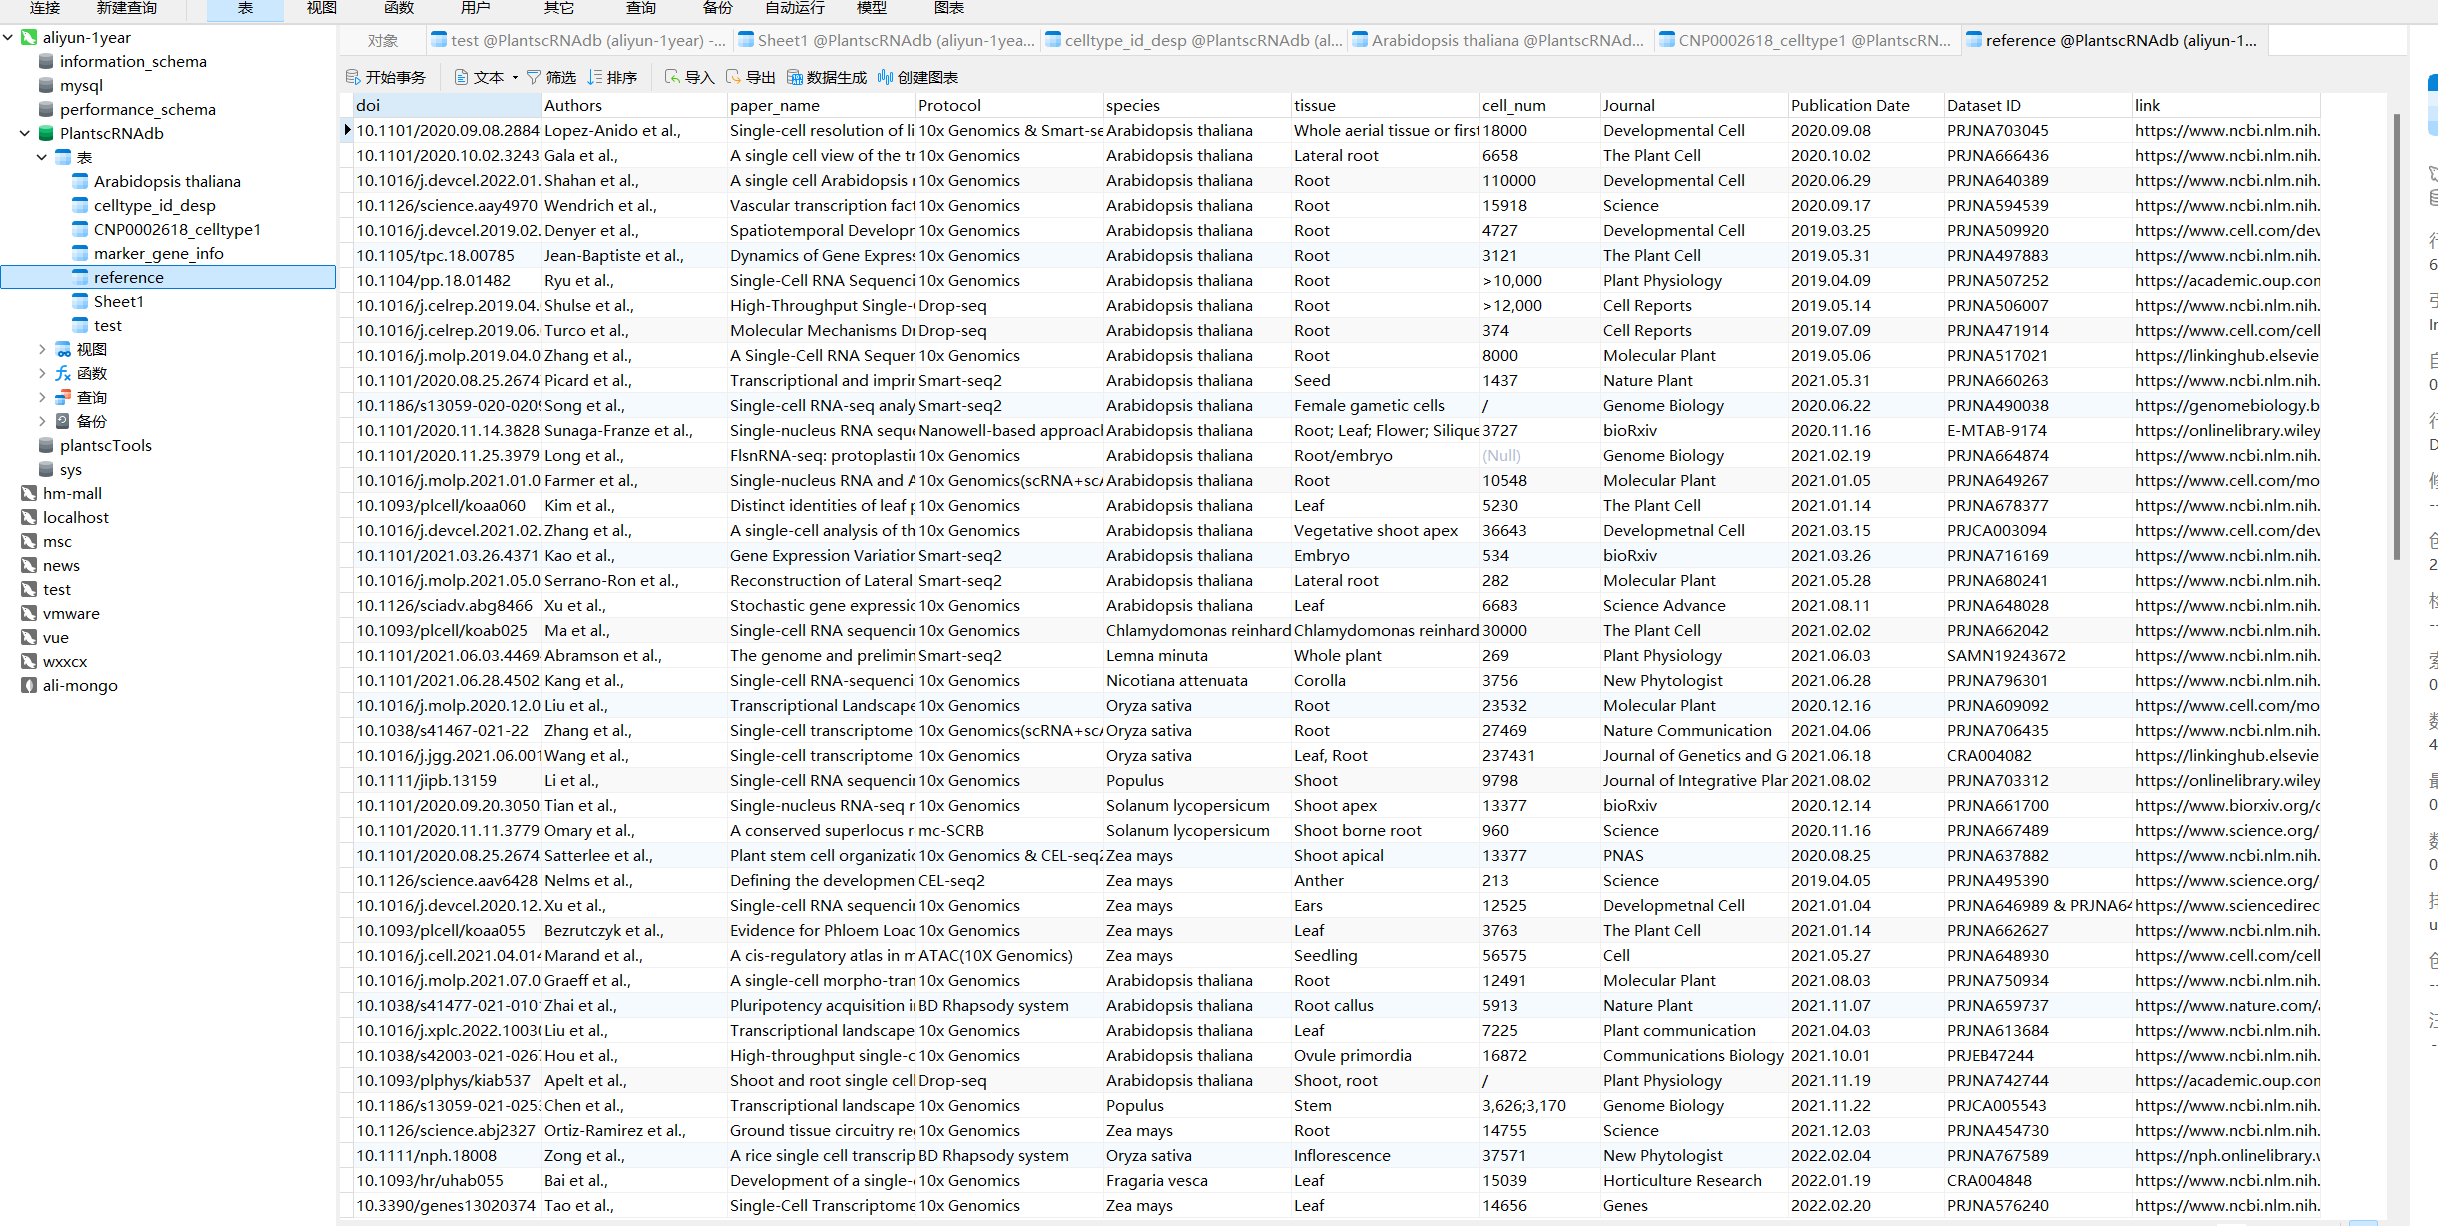 连接 新建查询 表 视图 函数 用户 其它 查询 备份 自动运行 模型 图表
aliyun-1year
information_schema
mysql
performance_schema
PlantscRNAdb
表
Arabidopsis thaliana
celltype_id_desp
CNP0002618_celltype1
marker_gene_info
reference
Sheet1
test
视图
函数
查询
备份
plantscTools
sys
hm-mall
localhost
msc
news
test
vmware
vue
wxxcx
ali-mongo
对象 test @PlantscRNAdb (aliyun-1year) -... Sheet1 @PlantscRNAdb (aliyun-1yea... celltype_id_desp @PlantscRNAdb (al... Arabidopsis thaliana @PlantscRNAd... CNP0002618_celltype1 @PlantscRN... reference @PlantscRNAdb (aliyun-1...
开始事务 文本 筛选 排序 导入 导出 数据生成 创建图表
doi Authors paper_name Protocol species tissue cell_num Journal Publication Date Dataset ID link
10.1101/2020.09.08.2884 Lopez-Anido et al., Single-cell resolution of li 10x Genomics & Smart-se Arabidopsis thaliana Whole aerial tissue or first 18000 Developmental Cell 2020.09.08 PRJNA703045 https://www.ncbi.nlm.nih.
10.1101/2020.10.02.3243 Gala et al., A single cell view of the tr 10x Genomics Arabidopsis thaliana Lateral root 6658 The Plant Cell 2020.10.02 PRJNA666436 https://www.ncbi.nlm.nih.
10.1016/j.devcel.2022.01. Shahan et al., A single cell Arabidopsis 10x Genomics Arabidopsis thaliana Root 110000 Developmental Cell 2020.06.29 PRJNA640389 https://www.ncbi.nlm.nih.
10.1126/science.aay4970 Wendrich et al., Vascular transcription fact 10x Genomics Arabidopsis thaliana Root 15918 Science 2020.09.17 PRJNA594539 https://www.ncbi.nlm.nih.
10.1016/j.devcel.2019.02. Denyer et al., Spatiotemporal Developr 10x Genomics Arabidopsis thaliana Root 4727 Developmental Cell 2019.03.25 PRJNA509920 https://www.cell.com/dev
10.1105/tpc.18.00785 Jean-Baptiste et al., Dynamics of Gene Express 10x Genomics Arabidopsis thaliana Root 3121 The Plant Cell 2019.05.31 PRJNA497883 https://www.ncbi.nlm.nih.
10.1104/pp.18.01482 Ryu et al., Single-Cell RNA Sequenci 10x Genomics Arabidopsis thaliana Root >10,000 Plant Physiology 2019.04.09 PRJNA507252 https://academic.oup.con
10.1016/j.celrep.2019.04. Shulse et al., High-Throughput Single- Drop-seq Arabidopsis thaliana Root >12,000 Cell Reports 2019.05.14 PRJNA506007 https://www.ncbi.nlm.nih.
10.1016/j.celrep.2019.06. Turco et al., Molecular Mechanisms Dr Drop-seq Arabidopsis thaliana Root 374 Cell Reports 2019.07.09 PRJNA471914 https://www.cell.com/cell
10.1016/j.molp.2019.04.0 Zhang et al., A Single-Cell RNA Sequer 10x Genomics Arabidopsis thaliana Root 8000 Molecular Plant 2019.05.06 PRJNA517021 https://linkinghub.elsevie
10.1101/2020.08.25.2674 Picard et al., Transcriptional and imprir Smart-seq2 Arabidopsis thaliana Seed 1437 Nature Plant 2021.05.31 PRJNA660263 https://www.ncbi.nlm.nih.
10.1186/s13059-020-0209 Song et al., Single-cell RNA-seq analy Smart-seq2 Arabidopsis thaliana Female gametic cells / Genome Biology 2020.06.22 PRJNA490038 https://genomebiology.b
10.1101/2020.11.14.3828 Sunaga-Franze et al., Single-nucleus RNA seque Nanowell-based approach Arabidopsis thaliana Root; Leaf; Flower; Silique 3727 bioRxiv 2020.11.16 E-MTAB-9174 https://onlinelibrary.wiley
10.1101/2020.11.25.3979 Long et al., FlsnRNA-seq: protoplastin 10x Genomics Arabidopsis thaliana Root/embryo (Null) Genome Biology 2021.02.19 PRJNA664874 https://www.ncbi.nlm.nih.
10.1016/j.molp.2021.01.0 Farmer et al., Single-nucleus RNA and A 10x Genomics(scRNA+scA Arabidopsis thaliana Root 10548 Molecular Plant 2021.01.05 PRJNA649267 https://www.cell.com/mo
10.1093/plcell/koaa060 Kim et al., Distinct identities of leaf p 10x Genomics Arabidopsis thaliana Leaf 5230 The Plant Cell 2021.01.14 PRJNA678377 https://www.ncbi.nlm.nih.
10.1016/j.devcel.2021.02. Zhang et al., A single-cell analysis of th 10x Genomics Arabidopsis thaliana Vegetative shoot apex 36643 Developmetnal Cell 2021.03.15 PRJCA003094 https://www.cell.com/dev
10.1101/2021.03.26.4371 Kao et al., Gene Expression Variation Smart-seq2 Arabidopsis thaliana Embryo 534 bioRxiv 2021.03.26 PRJNA716169 https://www.ncbi.nlm.nih.
10.1016/j.molp.2021.05.0 Serrano-Ron et al., Reconstruction of Lateral Smart-seq2 Arabidopsis thaliana Lateral root 282 Molecular Plant 2021.05.28 PRJNA680241 https://www.ncbi.nlm.nih.
10.1126/sciadv.abg8466 Xu et al., Stochastic gene expressic 10x Genomics Arabidopsis thaliana Leaf 6683 Science Advance 2021.08.11 PRJNA648028 https://www.ncbi.nlm.nih.
10.1093/plcell/koab025 Ma et al., Single-cell RNA sequencin 10x Genomics Chlamydomonas reinhard Chlamydomonas reinhard 30000 The Plant Cell 2021.02.02 PRJNA662042 https://www.ncbi.nlm.nih.
10.1101/2021.06.03.4469 Abramson et al., The genome and prelimin Smart-seq2 Lemna minuta Whole plant 269 Plant Physiology 2021.06.03 SAMN19243672 https://www.ncbi.nlm.nih.
10.1101/2021.06.28.4502 Kang et al., Single-cell RNA-sequenci 10x Genomics Nicotiana attenuata Corolla 3756 New Phytologist 2021.06.28 PRJNA796301 https://www.ncbi.nlm.nih.
10.1016/j.molp.2020.12.0 Liu et al., Transcriptional Landscape 10x Genomics Oryza sativa Root 23532 Molecular Plant 2020.12.16 PRJNA609092 https://www.cell.com/mo
10.1038/s41467-021-22 Zhang et al., Single-cell transcriptome 10x Genomics(scRNA+scA Oryza sativa Root 27469 Nature Communication 2021.04.06 PRJNA706435 https://www.ncbi.nlm.nih.
10.1016/j.jgg.2021.06.001 Wang et al., Single-cell transcriptome 10x Genomics Oryza sativa Leaf, Root 237431 Journal of Genetics and G 2021.06.18 CRA004082 https://linkinghub.elsevie
10.1111/jipb.13159 Li et al., Single-cell RNA sequencin 10x Genomics Populus Shoot 9798 Journal of Integrative Plar 2021.08.02 PRJNA703312 https://onlinelibrary.wiley
10.1101/2020.09.20.3050 Tian et al., Single-nucleus RNA-seq r 10x Genomics Solanum lycopersicum Shoot apex 13377 bioRxiv 2020.12.14 PRJNA661700 https://www.biorxiv.org/c
10.1101/2020.11.11.3779 Omary et al., A conserved superlocus r mc-SCRB Solanum lycopersicum Shoot borne root 960 Science 2020.11.16 PRJNA667489 https://www.science.org/
10.1101/2020.08.25.2674 Satterlee et al., Plant stem cell organizatic 10x Genomics & CEL-seq2 Zea mays Shoot apical 13377 PNAS 2020.08.25 PRJNA637882 https://www.ncbi.nlm.nih.
10.1126/science.aav6428 Nelms et al., Defining the developmen CEL-seq2 Zea mays Anther 213 Science 2019.04.05 PRJNA495390 https://www.science.org/
10.1016/j.devcel.2020.12. Xu et al., Single-cell RNA sequencin 10x Genomics Zea mays Ears 12525 Developmetnal Cell 2021.01.04 PRJNA646989 & PRJNA64 https://www.sciencedirec
10.1093/plcell/koaa055 Bezrutczyk et al., Evidence for Phloem Loac 10x Genomics Zea mays Leaf 3763 The Plant Cell 2021.01.14 PRJNA662627 https://www.ncbi.nlm.nih.
10.1016/j.cell.2021.04.014 Marand et al., A cis-regulatory atlas in m ATAC(10X Genomics) Zea mays Seedling 56575 Cell 2021.05.27 PRJNA648930 https://www.cell.com/cell
10.1016/j.molp.2021.07.0 Graeff et al., A single-cell morpho-tran 10x Genomics Arabidopsis thaliana Root 12491 Molecular Plant 2021.08.03 PRJNA750934 https://www.ncbi.nlm.nih.
10.1038/s41477-021-010 Zhai et al., Pluripotency acquisition i BD Rhapsody system Arabidopsis thaliana Root callus 5913 Nature Plant 2021.11.07 PRJNA659737 https://www.nature.com/a
10.1016/j.xplc.2022.1003 Liu et al., Transcriptional landscape 10x Genomics Arabidopsis thaliana Leaf 7225 Plant communication 2021.04.03 PRJNA613684 https://www.ncbi.nlm.nih.
10.1038/s42003-021-0267 Hou et al., High-throughput single-c 10x Genomics Arabidopsis thaliana Ovule primordia 16872 Communications Biology 2021.10.01 PRJEB47244 https://www.ncbi.nlm.nih.
10.1093/plphys/kiab537 Apelt et al., Shoot and root single cell Drop-seq Arabidopsis thaliana Shoot, root / Plant Physiology 2021.11.19 PRJNA742744 https://academic.oup.con
10.1186/s13059-021-0253 Chen et al., Transcriptional landscape 10x Genomics Populus Stem 3,626;3,170 Genome Biology 2021.11.22 PRJCA005543 https://www.ncbi.nlm.nih.
10.1126/science.abj2327 Ortiz-Ramirez et al., Ground tissue circuitry re 10x Genomics Zea mays Root 14755 Science 2021.12.03 PRJNA454730 https://www.ncbi.nlm.nih.
10.1111/nph.18008 Zong et al., A rice single cell transcrip BD Rhapsody system Oryza sativa Inflorescence 37571 New Phytologist 2022.02.04 PRJNA767589 https://nph.onlinelibrary.
10.1093/hr/uhab055 Bai et al., Development of a single- 10x Genomics Fragaria vesca Leaf 15039 Horticulture Research 2022.01.19 CRA004848 https://www.ncbi.nlm.nih.
10.3390/genes13020374 Tao et al., Single-Cell Transcriptome 10x Genomics Zea mays Leaf 14656 Genes 2022.02.20 PRJNA576240 https://www.ncbi.nlm.nih.